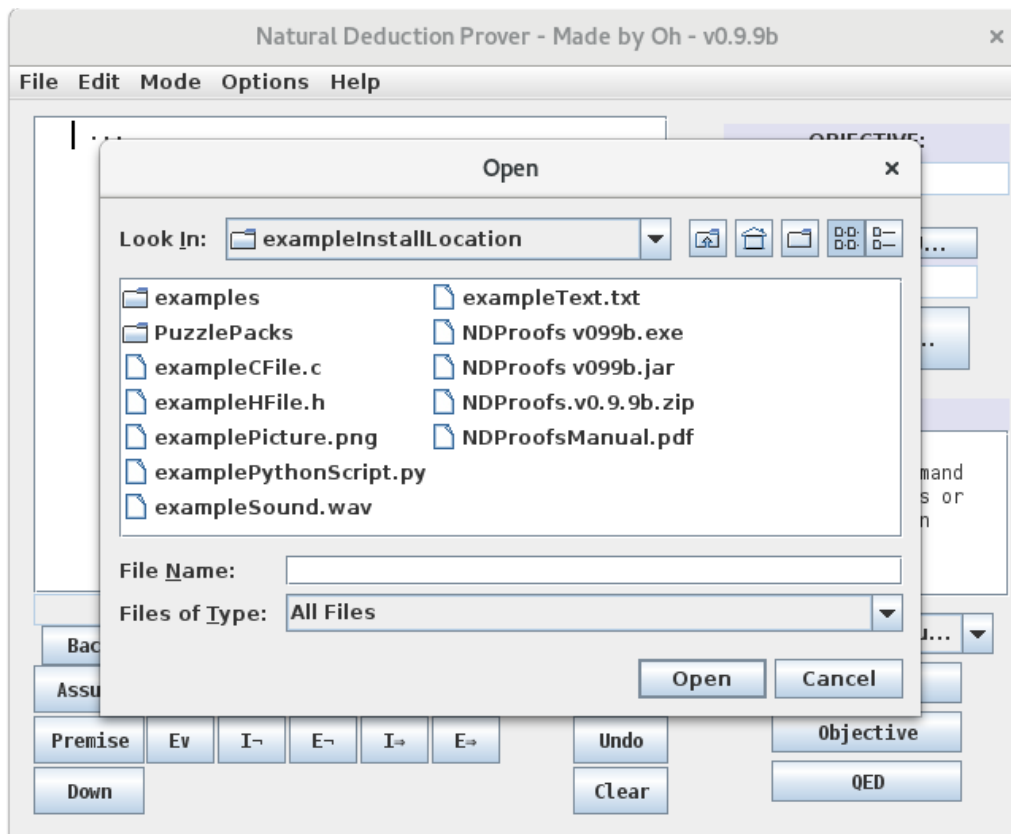 Natural Deduction Prover - Made by Oh - v0.9.9b ×
File Edit Mode Options Help
...
Open ×
Look In: exampleInstallLocation
examples exampleText.txt
PuzzlePacks NDProofs v099b.exe
exampleCFile.c NDProofs v099b.jar
exampleHFile.h NDProofs.v0.9.9b.zip
examplePicture.png NDProofsManual.pdf
examplePythonScript.py
exampleSound.wav
File Name:
Files of Type: All Files
Open Cancel
Premise Ev I¬ E¬ I⇒ E⇒ Undo Objective
Down Clear QED